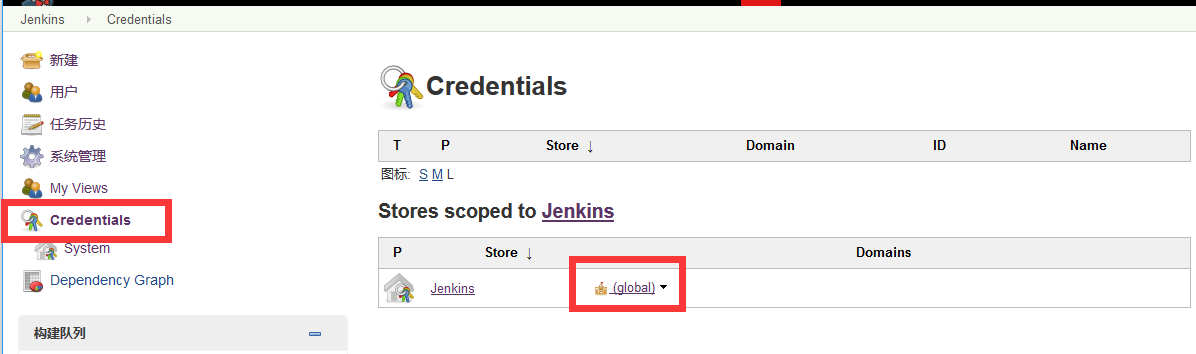 Jenkins Credentials
新建
用户
任务历史
系统管理
My Views
Credentials
System
Dependency Graph
构建队列
Credentials
T P Store ↓ Domain ID Name
图标: S M L
Stores scoped to Jenkins
P Store ↓ Domains
Jenkins (global)